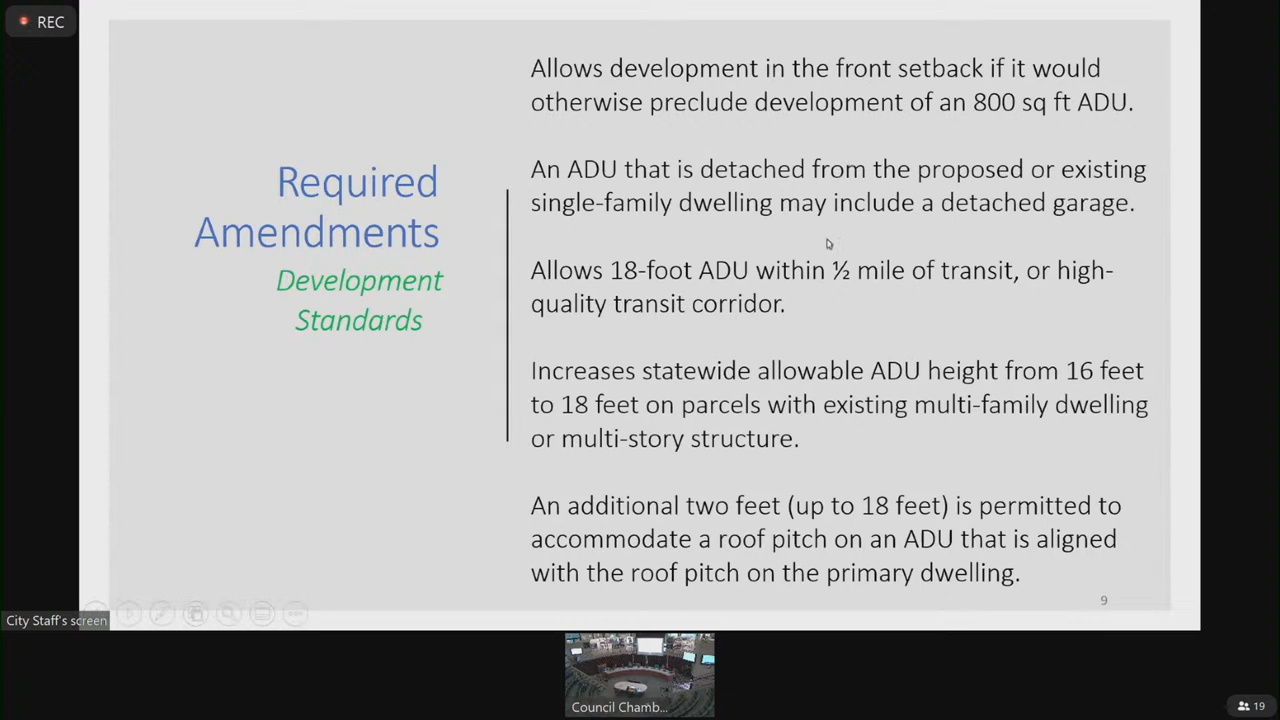 REC
Required
Amendments
Development
Standards
Allows development in the front setback if it would
otherwise preclude development of an 800 sq ft ADU.
An ADU that is detached from the proposed or existing
single-family dwelling may include a detached garage.
Allows 18-foot ADU within ½ mile of transit, or high-
quality transit corridor.
Increases statewide allowable ADU height from 16 feet
to 18 feet on parcels with existing multi-family dwelling
or multi-story structure.
An additional two feet (up to 18 feet) is permitted to
accommodate a roof pitch on an ADU that is aligned
with the roof pitch on the primary dwelling.
9
City Staff's screen
Council Chamb...
19